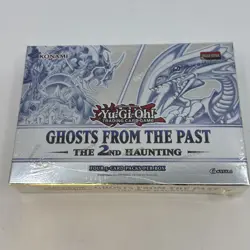 KONAMI
Yu-Gi-Oh!
TRADING CARD GAME
GHOSTS FROM THE PAST
THE 2ND HAUNTING